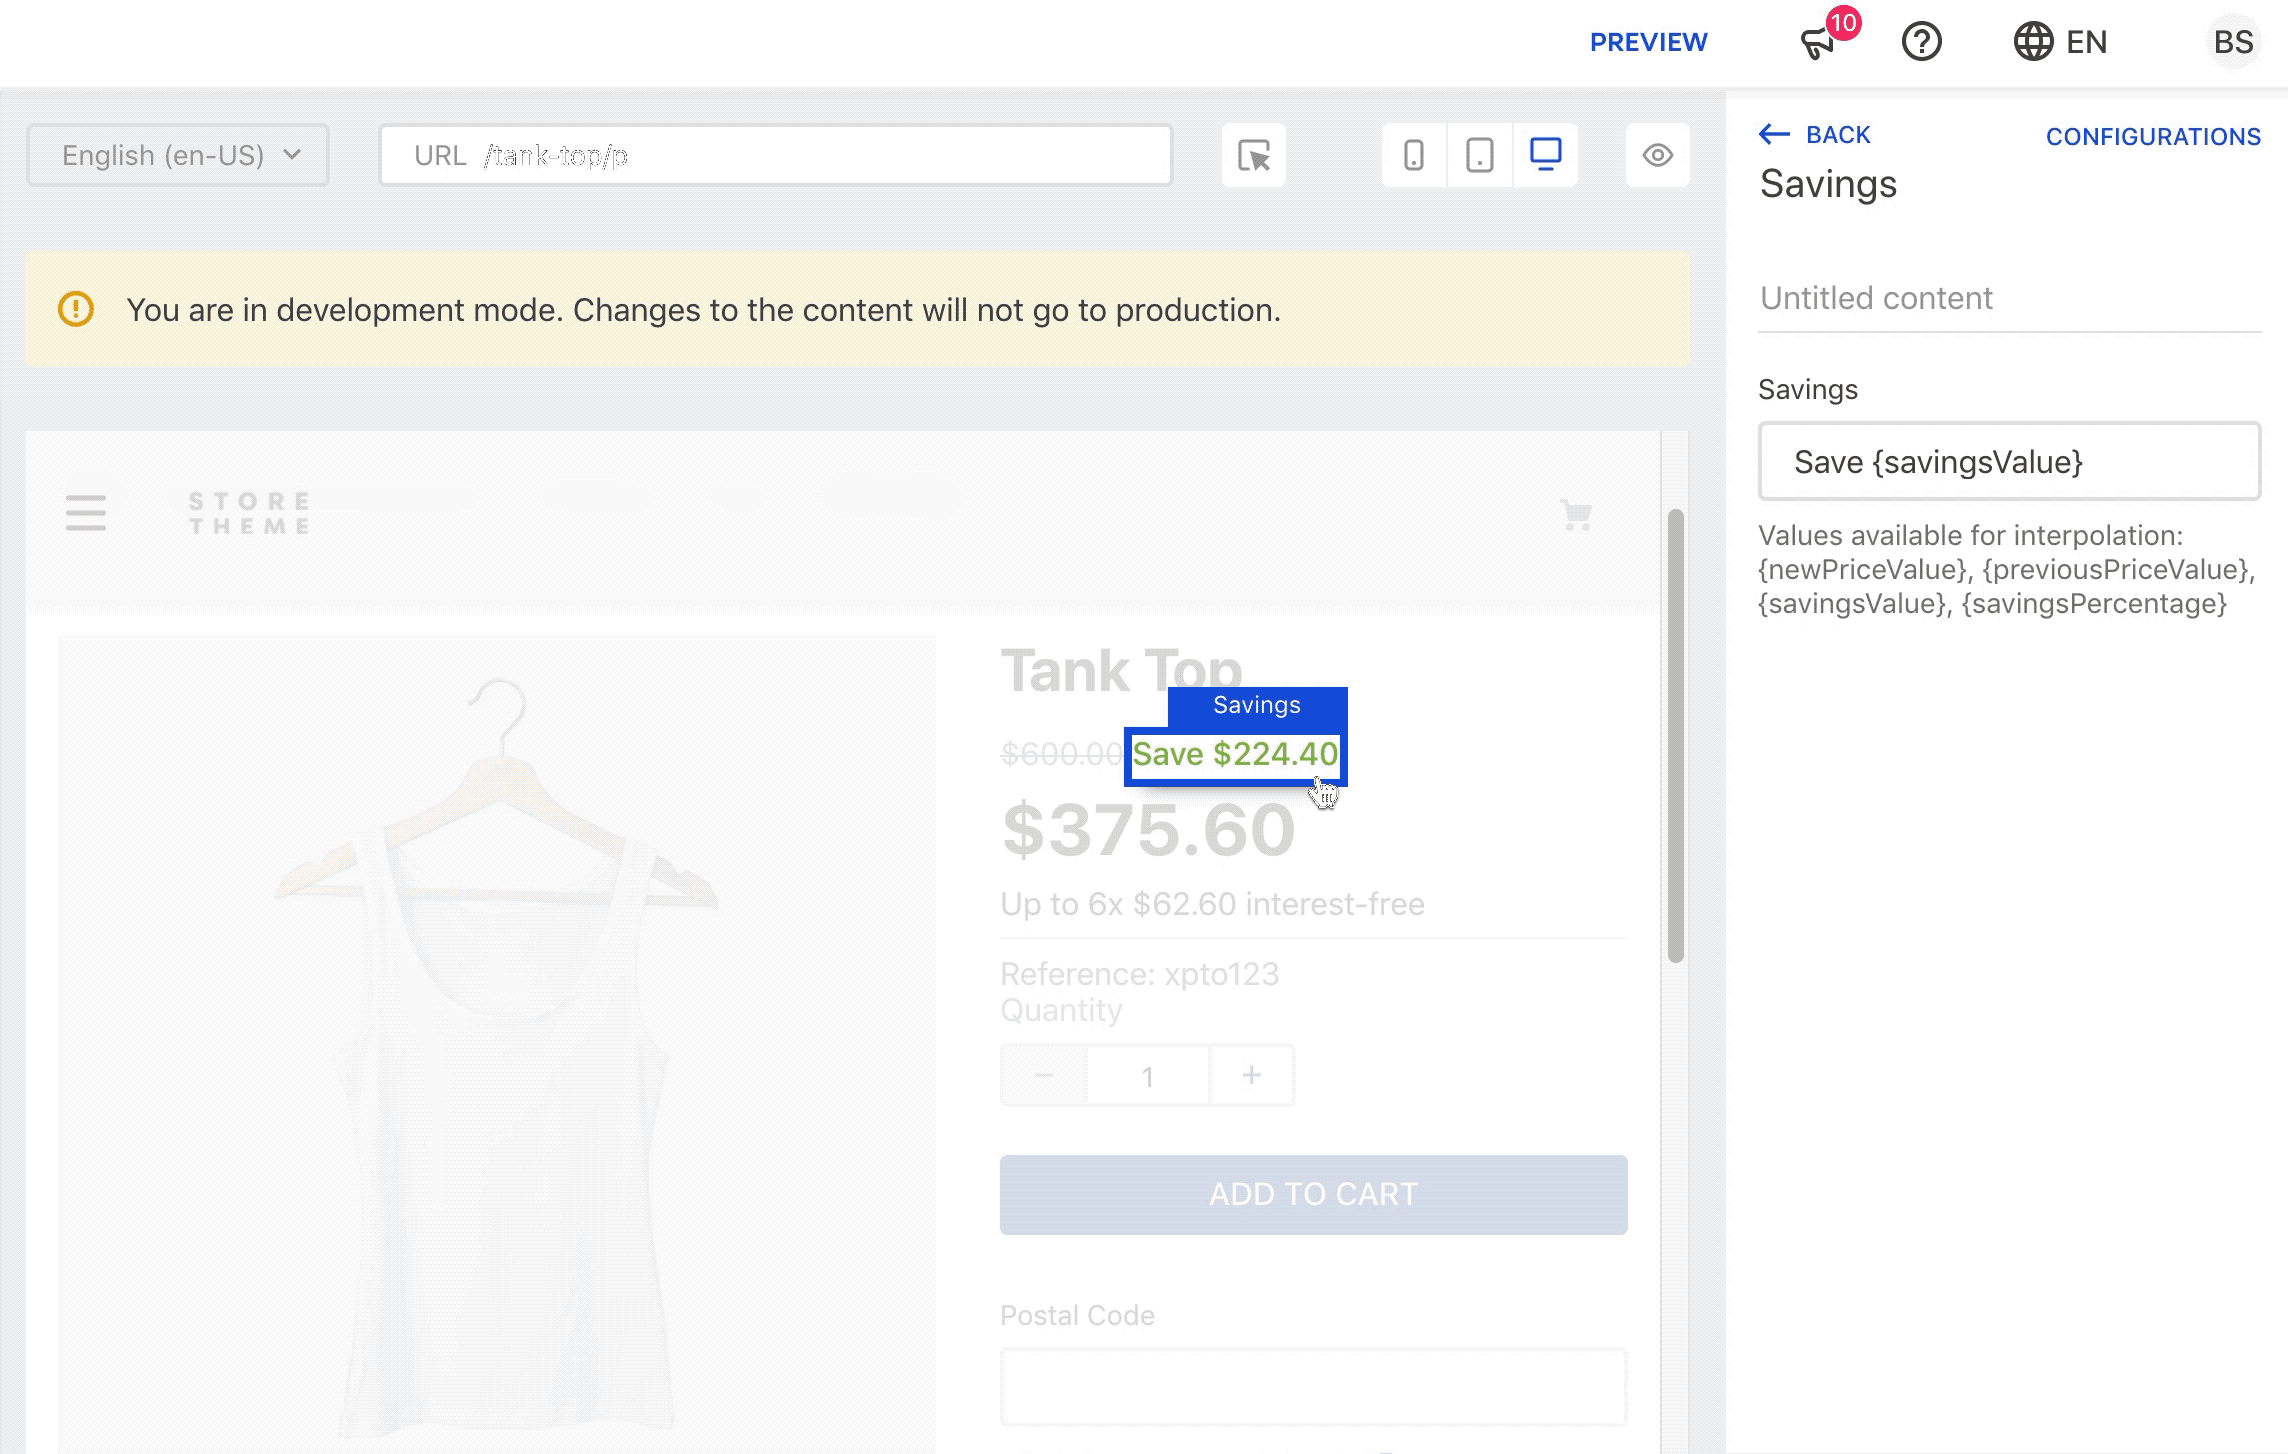 PREVIEW
10
EN
BS
English (en-US)
URL /tank-top/p
BACK
CONFIGURATIONS
Savings
Untitled content
Savings
Save {savingsValue}
Values available for interpolation:
{newPriceValue}, {previousPriceValue},
{savingsValue}, {savingsPercentage}
You are in development mode. Changes to the content will not go to production.
STORE
THEME
Tank Top
Savings
$600.00 Save $224.40
$375.60
Up to 6x $62.60 interest-free
Reference: xpto123
Quantity
− 1 +
ADD TO CART
Postal Code